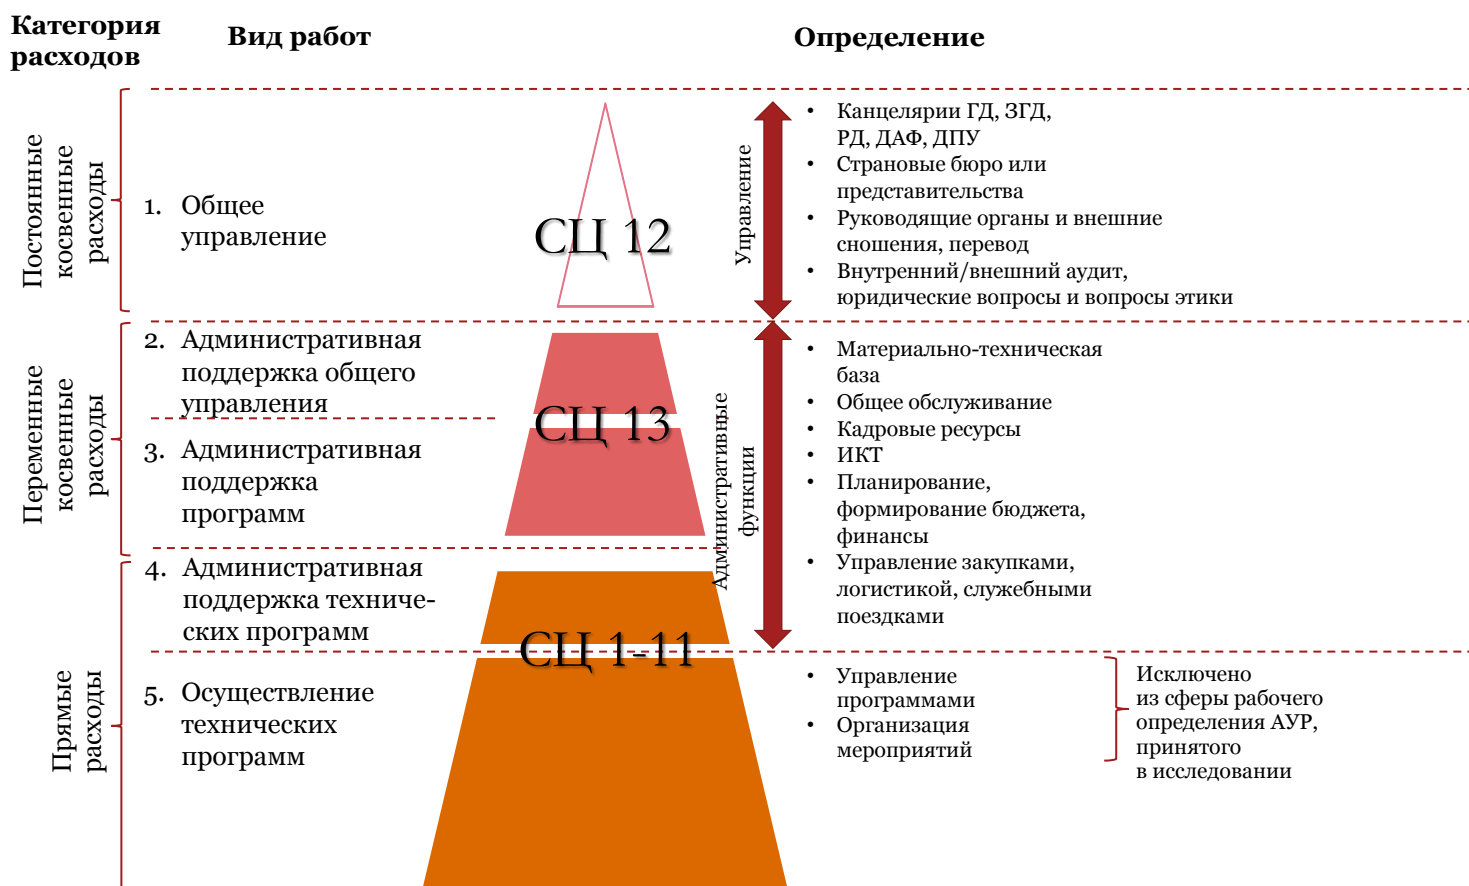 Категория
расходов
Вид работ
Определение
Постоянные
косвенные
расходы
1. Общее
управление
СЦ 12
Управление
• Канцелярии ГД, ЗГД,
РД, ДАФ, ДПУ
• Страновые бюро или
представительства
• Руководящие органы и внешние
сношения, перевод
• Внутренний/внешний аудит,
юридические вопросы и вопросы этики
Переменные
косвенные
расходы
2. Административная
поддержка общего
управления
3. Административная
поддержка
программ
СЦ 13
Административные
функции
• Материально-техническая
база
• Общее обслуживание
• Кадровые ресурсы
• ИКТ
• Планирование,
формирование бюджета,
финансы
• Управление закупками,
логистикой, служебными
поездками
Прямые
расходы
4. Административная
поддержка техниче-
ских программ
СЦ 1-11
5. Осуществление
технических
программ
• Управление
программами
• Организация
мероприятий
Исключено
из сферы рабочего
определения АУР,
принятого
в исследовании